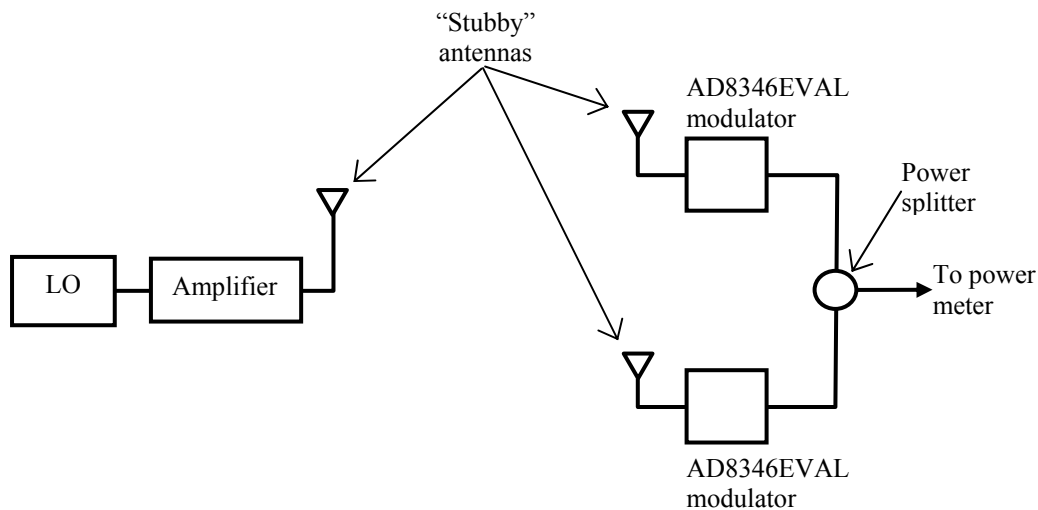 “Stubby”
antennas
AD8346EVAL
modulator
Power
splitter
LO
Amplifier
To power
meter
AD8346EVAL
modulator